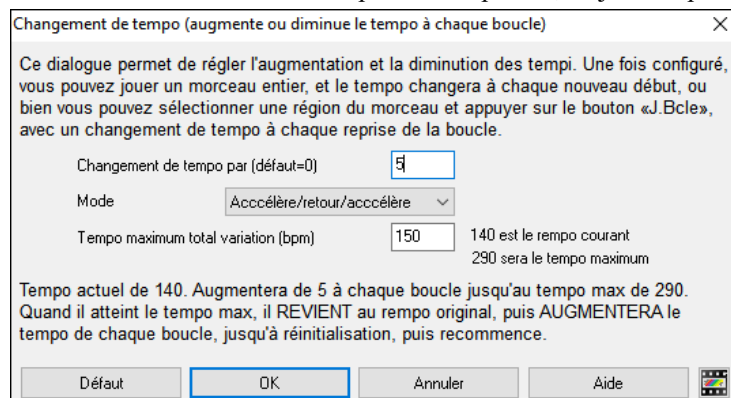 Changement de tempo (augmente ou diminue le tempo à chaque boucle)
Ce dialogue permet de régler l'augmentation et la diminution des tempi. Une fois configuré,
vous pouvez jouer un morceau entier, et le tempo changera à chaque nouveau début, ou
bien vous pouvez sélectionner une région du morceau et appuyer sur le bouton «J.Bcle»,
avec un changement de tempo à chaque reprise de la boucle.
Changement de tempo par (défaut=0) 5
Mode Acccélère/retour/acccélère
Tempo maximum total variation (bpm) 150 140 est le rempo courant
290 sera le tempo maximum
Tempo actuel de 140. Augmentera de 5 à chaque boucle jusqu'au tempo max de 290.
Quand il atteint le tempo max, il REVIENT au rempo original, puis AUGMENTERA le
tempo de chaque boucle, jusqu'à réinitialisation, puis recommence.
Défaut OK Annuler Aide